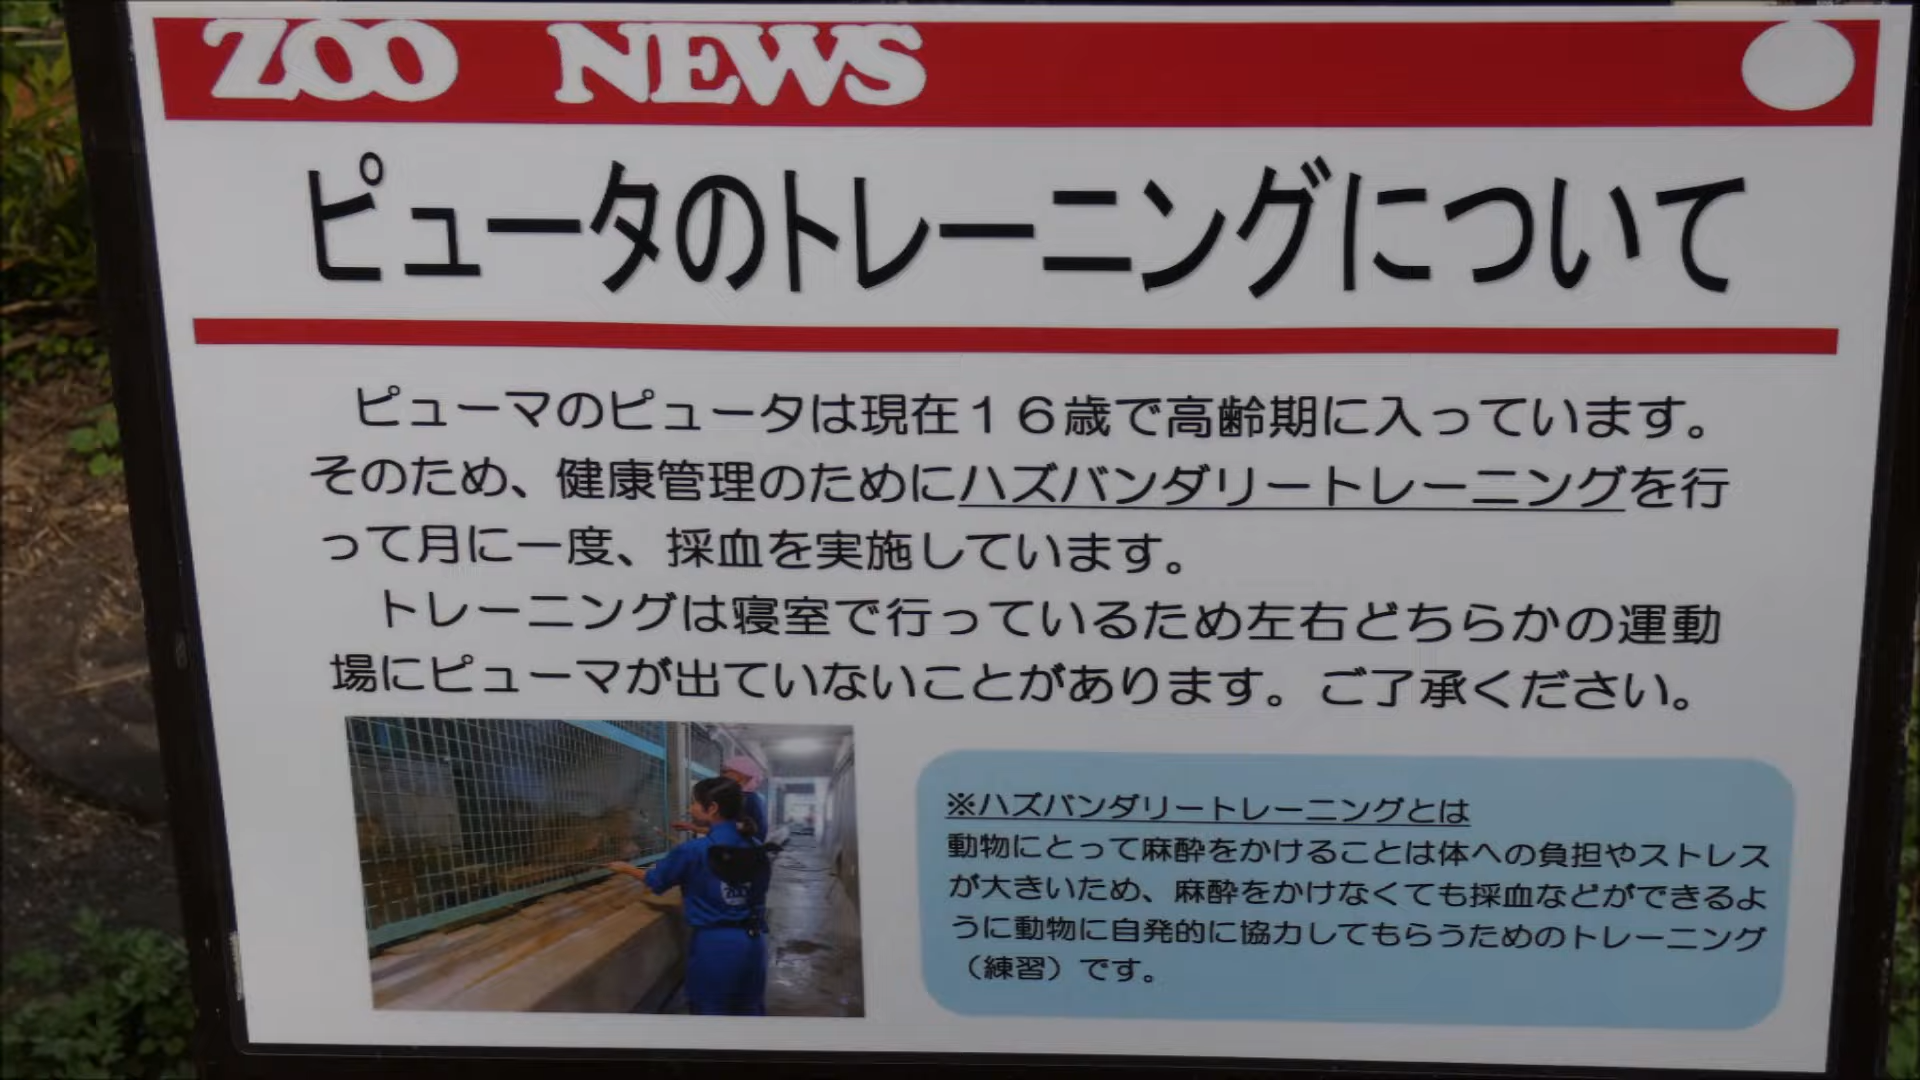 ZOO NEWS
ピュータのトレーニングについて
ピューマのピュータは現在１６歳で高齢期に入っています。
そのため、健康管理のためにハズバンダリートレーニングを行
って月に一度、採血を実施しています。
トレーニングは寝室で行っているため左右どちらかの運動
場にピューマが出ていないことがあります。ご了承ください。
※ハズバンダリートレーニングとは
動物にとって麻酔をかけることは体への負担やストレス
が大きいため、麻酔をかけなくても採血などができるよ
うに動物に自発的に協力してもらうためのトレーニング
（練習）です。
ZOO